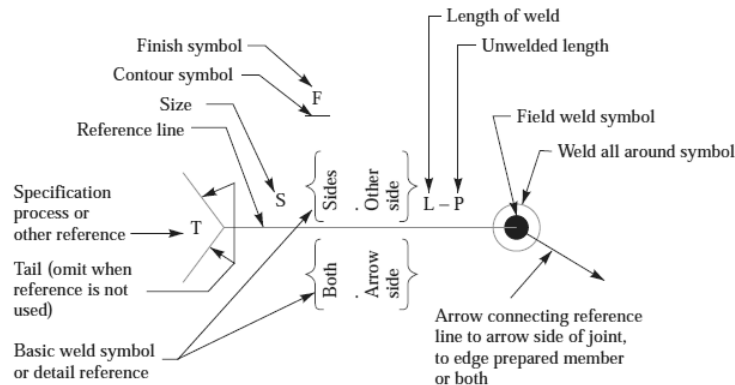 Length of weld
Finish symbol
Unwelded length
Contour symbol
F
Size
Field weld symbol
Reference line
Weld all around symbol
Specification
process or
other reference
T
S
Sides
Other
side
L – P
Both
Arrow
side
Tail (omit when
reference is not
used)
Arrow connecting reference
line to arrow side of joint,
to edge prepared member
or both
Basic weld symbol
or detail reference